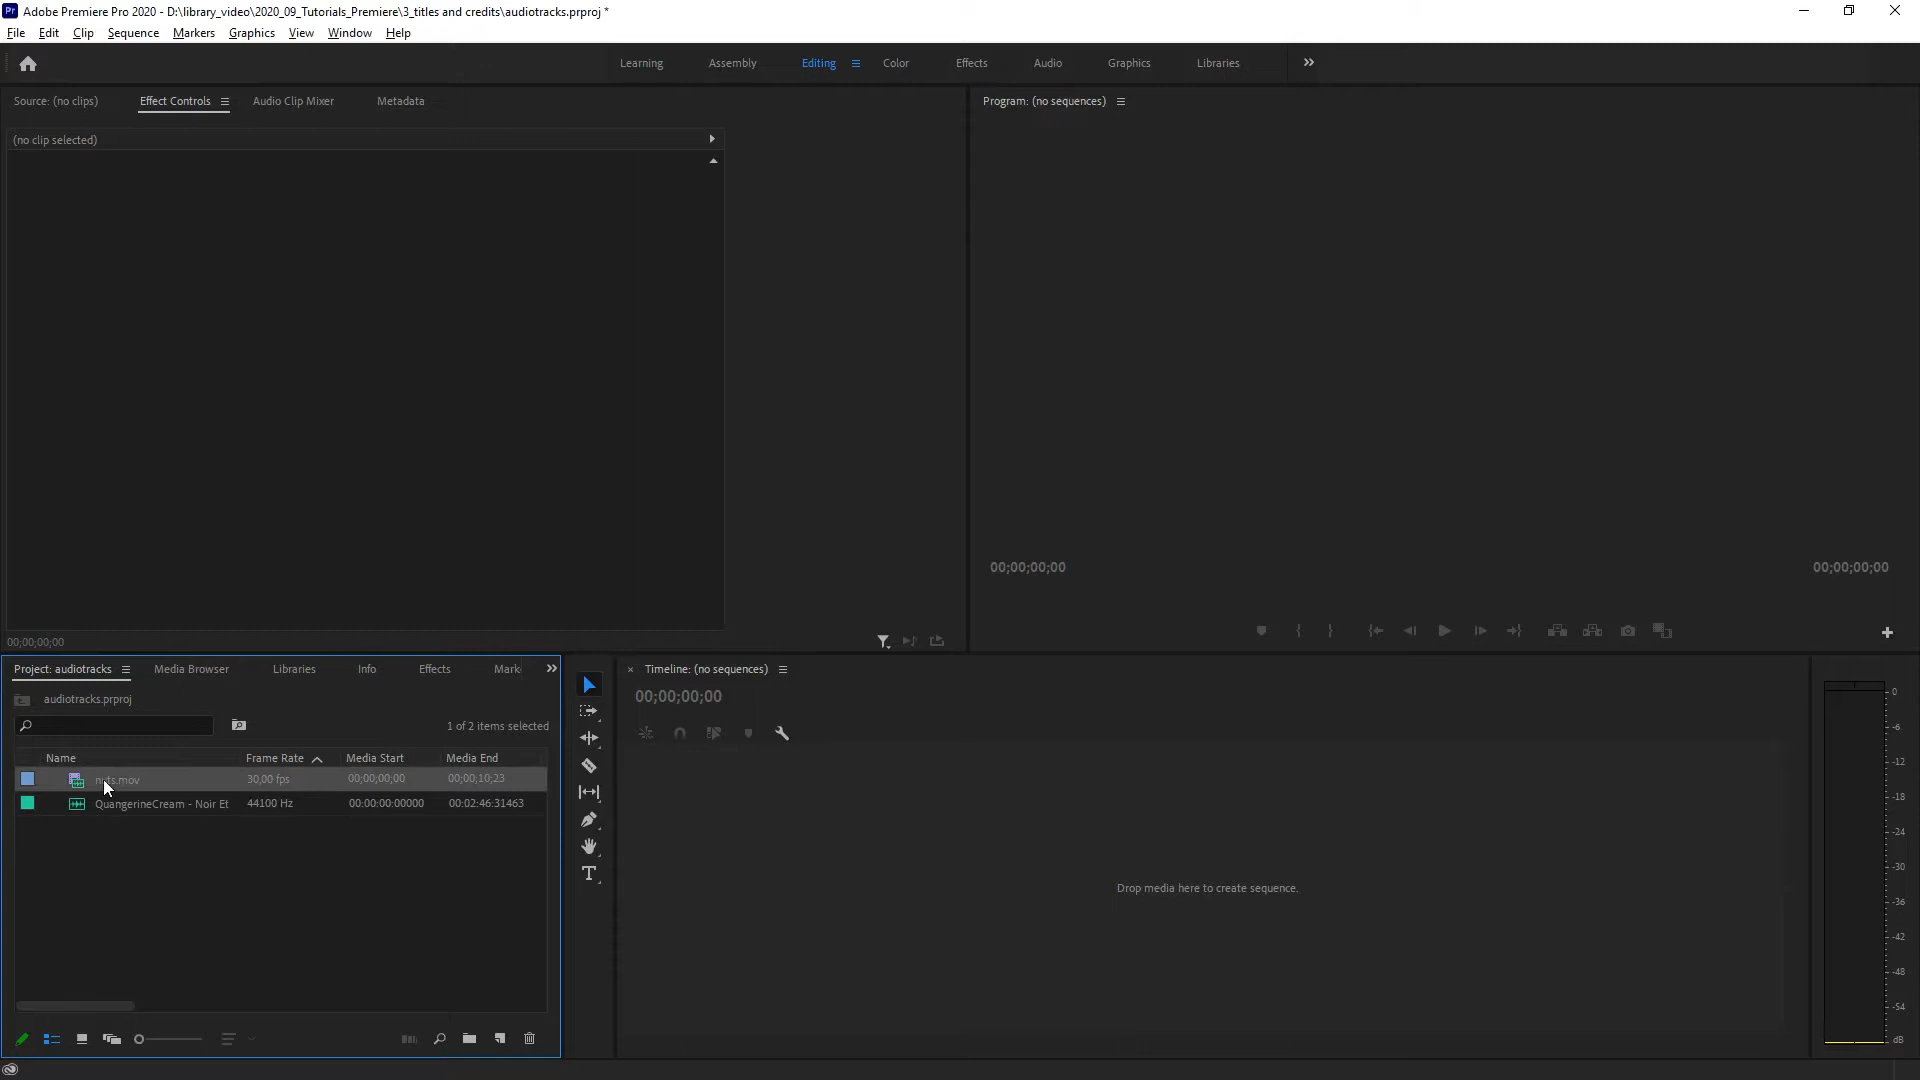 Adobe Premiere Pro 2020 - D:\library_video\2020_09_Tutorials_Premiere\3_titles and credits\audiotracks.prproj *
File Edit Clip Sequence Markers Graphics View Window Help
Learning Assembly Editing Color Effects Audio Graphics Libraries
Source: (no clips) Effect Controls Audio Clip Mixer Metadata
Program: (no sequences)
(no clip selected)
00;00;00;00 00;00;00;00
00;00;00;00
Project: audiotracks Media Browser Libraries Info Effects Mark
Timeline: (no sequences)
00;00;00;00
audiotracks.prproj
1 of 2 items selected
Name Frame Rate Media Start Media End
nuts.mov 30,00 fps 00;00;00;00 00;00;10;23
QuangerineCream - Noir Et 44100 Hz 00:00:00:00000 00:02:46:31463
Drop media here to create sequence.
0
-6
-12
-18
-24
-30
-36
-42
-48
-54
dB